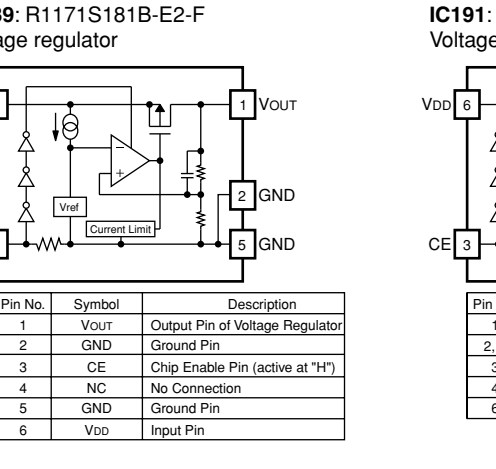 39: R1171S181B-E2-F
age regulator
1 VOUT
2 GND
5 GND
Vref
Current Limit
Pin No. Symbol Description
1 VOUT Output Pin of Voltage Regulator
2 GND Ground Pin
3 CE Chip Enable Pin (active at "H")
4 NC No Connection
5 GND Ground Pin
6 VDD Input Pin
IC191:
Voltage
VDD 6
CE 3
Pin
1
2,
3
4
6